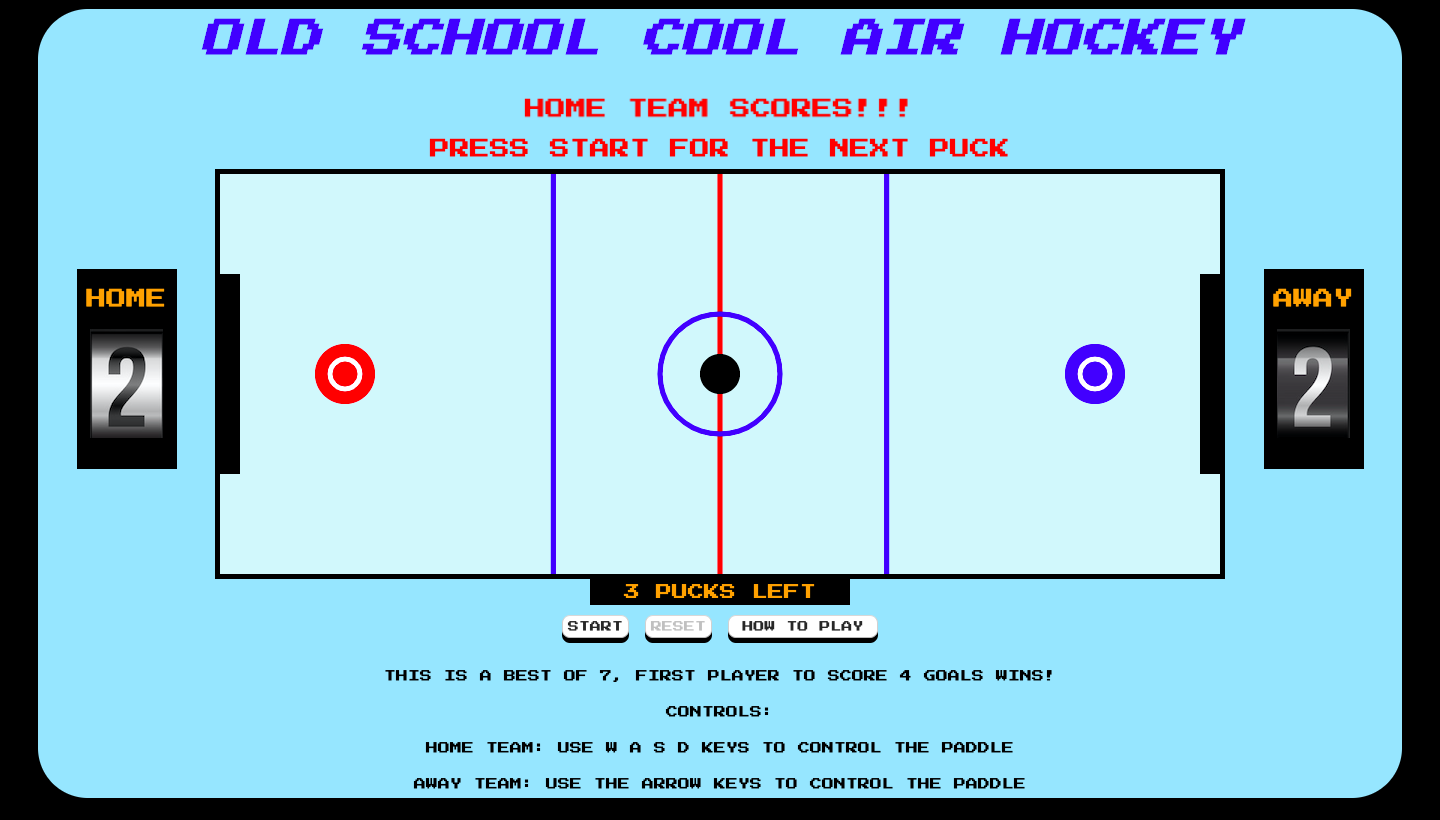 OLD SCHOOL COOL AIR HOCKEY
HOME TEAM SCORES!!!
PRESS START FOR THE NEXT PUCK
HOME
2
AWAY
2
3 PUCKS LEFT
START
RESET
HOW TO PLAY
THIS IS A BEST OF 7, FIRST PLAYER TO SCORE 4 GOALS WINS!
CONTROLS:
HOME TEAM: USE W A S D KEYS TO CONTROL THE PADDLE
AWAY TEAM: USE THE ARROW KEYS TO CONTROL THE PADDLE